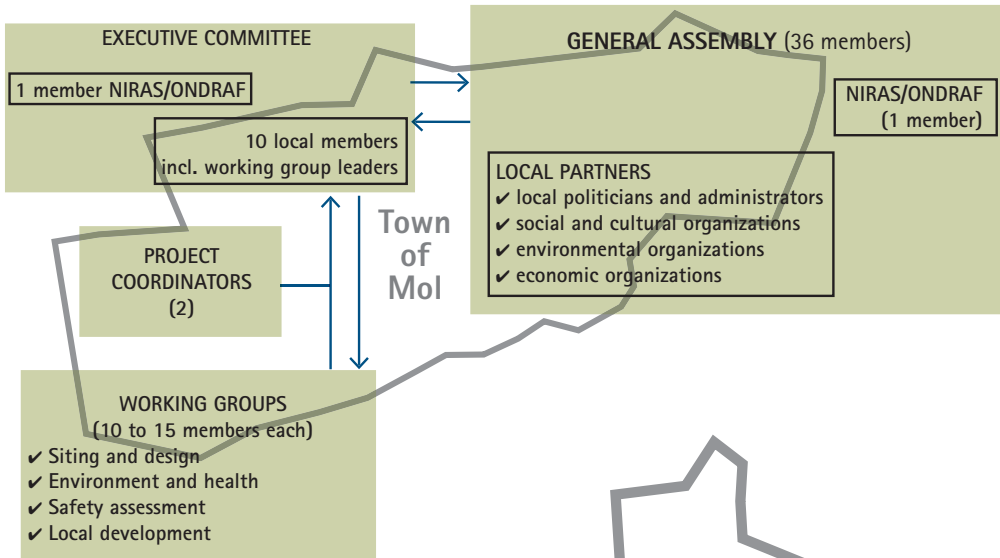 EXECUTIVE COMMITTEE
1 member NIRAS/ONDRAF
10 local members
incl. working group leaders
GENERAL ASSEMBLY (36 members)
NIRAS/ONDRAF
(1 member)
LOCAL PARTNERS
✔ local politicians and administrators
✔ social and cultural organizations
✔ environmental organizations
✔ economic organizations
Town
of
Mol
PROJECT
COORDINATORS
(2)
WORKING GROUPS
(10 to 15 members each)
✔ Siting and design
✔ Environment and health
✔ Safety assessment
✔ Local development